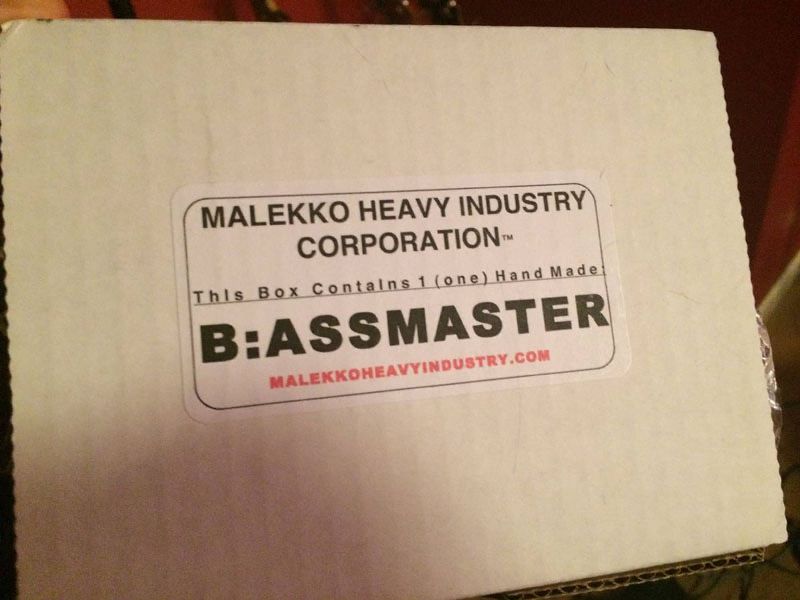 MALEKKO HEAVY INDUSTRY
CORPORATION™
This Box Contains 1 (one) Hand Made:
B:ASSMASTER
MALEKKOHEAVYINDUSTRY.COM